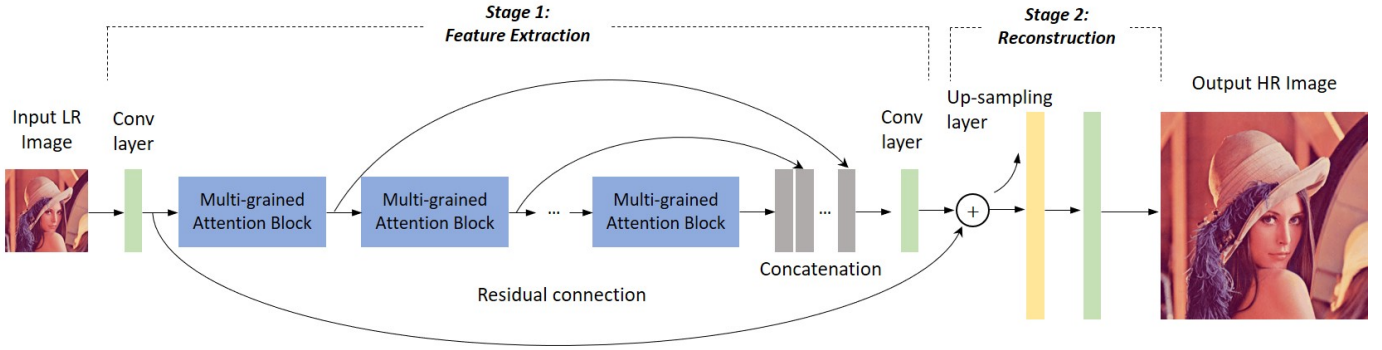 Stage 1:
Feature Extraction
Stage 2:
Reconstruction
Input LR
Image
Conv
layer
Multi-grained
Attention Block
Multi-grained
Attention Block
...
Multi-grained
Attention Block
...
Concatenation
Conv
layer
+
Up-sampling
layer
Output HR Image
Residual connection